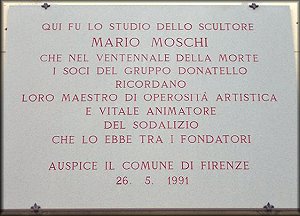 QUI FU LO STUDIO DELLO SCULTORE
MARIO MOSCHI
CHE NEL VENTENNALE DELLA MORTE
I SOCI DEL GRUPPO DONATELLO
RICORDANO
LORO MAESTRO DI OPEROSITÁ ARTISTICA
E VITALE ANIMATORE
DEL SODALIZIO
CHE LO EBBE TRA I FONDATORI
AUSPICE IL COMUNE DI FIRENZE
26. 5. 1991